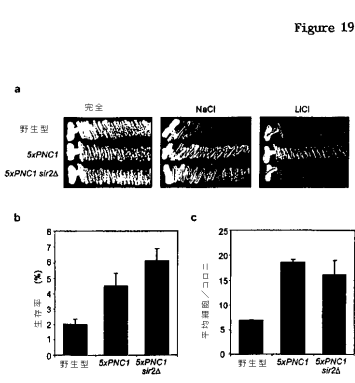 Figure 19
a
完全
NaCl
LiCl
野生型
5xPNC1
5xPNC1 sir2Δ
b
c
生存率 (%)
8
7
6
5
4
3
2
1
0
野生型
5xPNC1
5xPNC1
sir2Δ
平均細胞/コロニー
25
20
15
10
5
0
野生型
5xPNC1
5xPNC1
sir2Δ